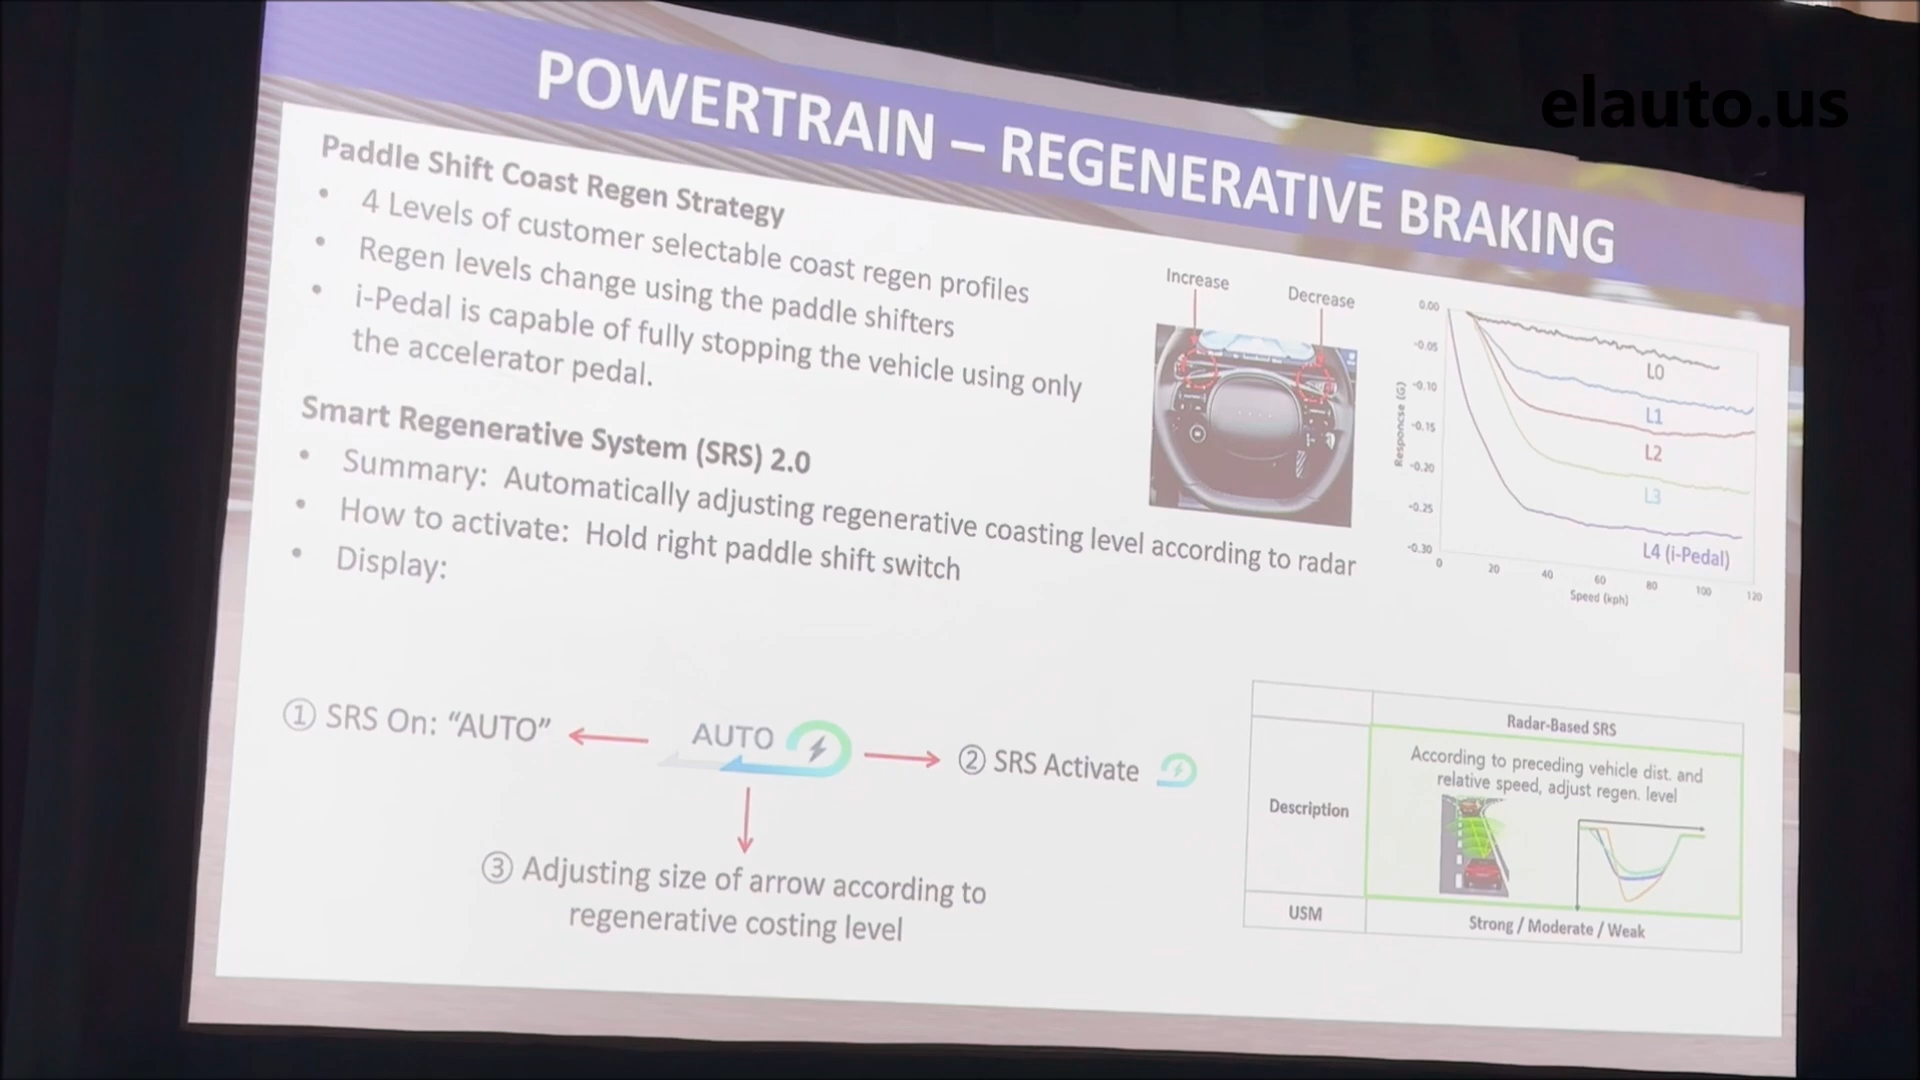 elauto.us
POWERTRAIN – REGENERATIVE BRAKING
Paddle Shift Coast Regen Strategy
• 4 Levels of customer selectable coast regen profiles
• Regen levels change using the paddle shifters
• i-Pedal is capable of fully stopping the vehicle using only
the accelerator pedal.
Smart Regenerative System (SRS) 2.0
• Summary: Automatically adjusting regenerative coasting level according to radar
• How to activate: Hold right paddle shift switch
• Display:
Increase
Decrease
0.00
-0.05
-0.10
-0.15
-0.20
-0.25
-0.30
Responcse (G)
L0
L1
L2
L3
L4 (i-Pedal)
0 20 40 60 80 100 120
Speed (kph)
① SRS On: “AUTO”
AUTO
② SRS Activate
③ Adjusting size of arrow according to
regenerative costing level
Radar-Based SRS
Description
According to preceding vehicle dist. and
relative speed, adjust regen. level
USM
Strong / Moderate / Weak